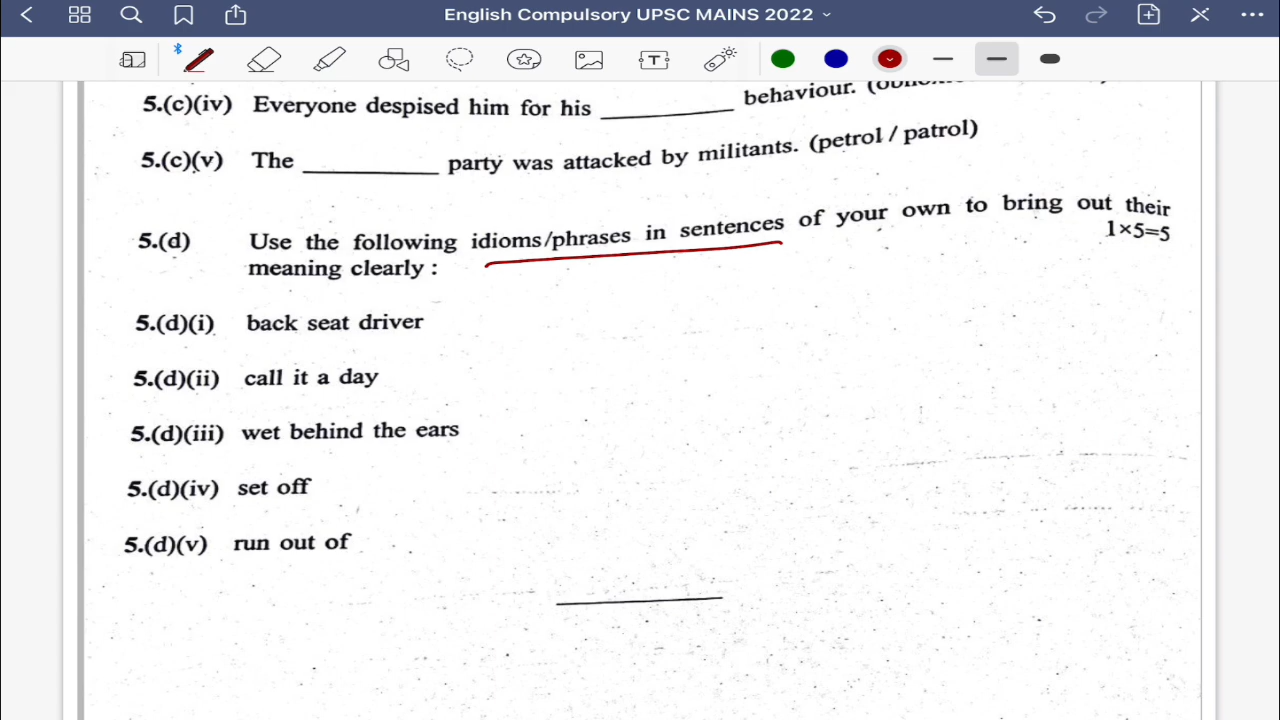 English Compulsory UPSC MAINS 2022
5.(c)(iv) Everyone despised him for his ________ behaviour.
5.(c)(v) The ________ party was attacked by militants. (petrol / patrol)
5.(d) Use the following idioms/phrases in sentences of your own to bring out their
meaning clearly : 1×5=5
5.(d)(i) back seat driver
5.(d)(ii) call it a day
5.(d)(iii) wet behind the ears
5.(d)(iv) set off
5.(d)(v) run out of